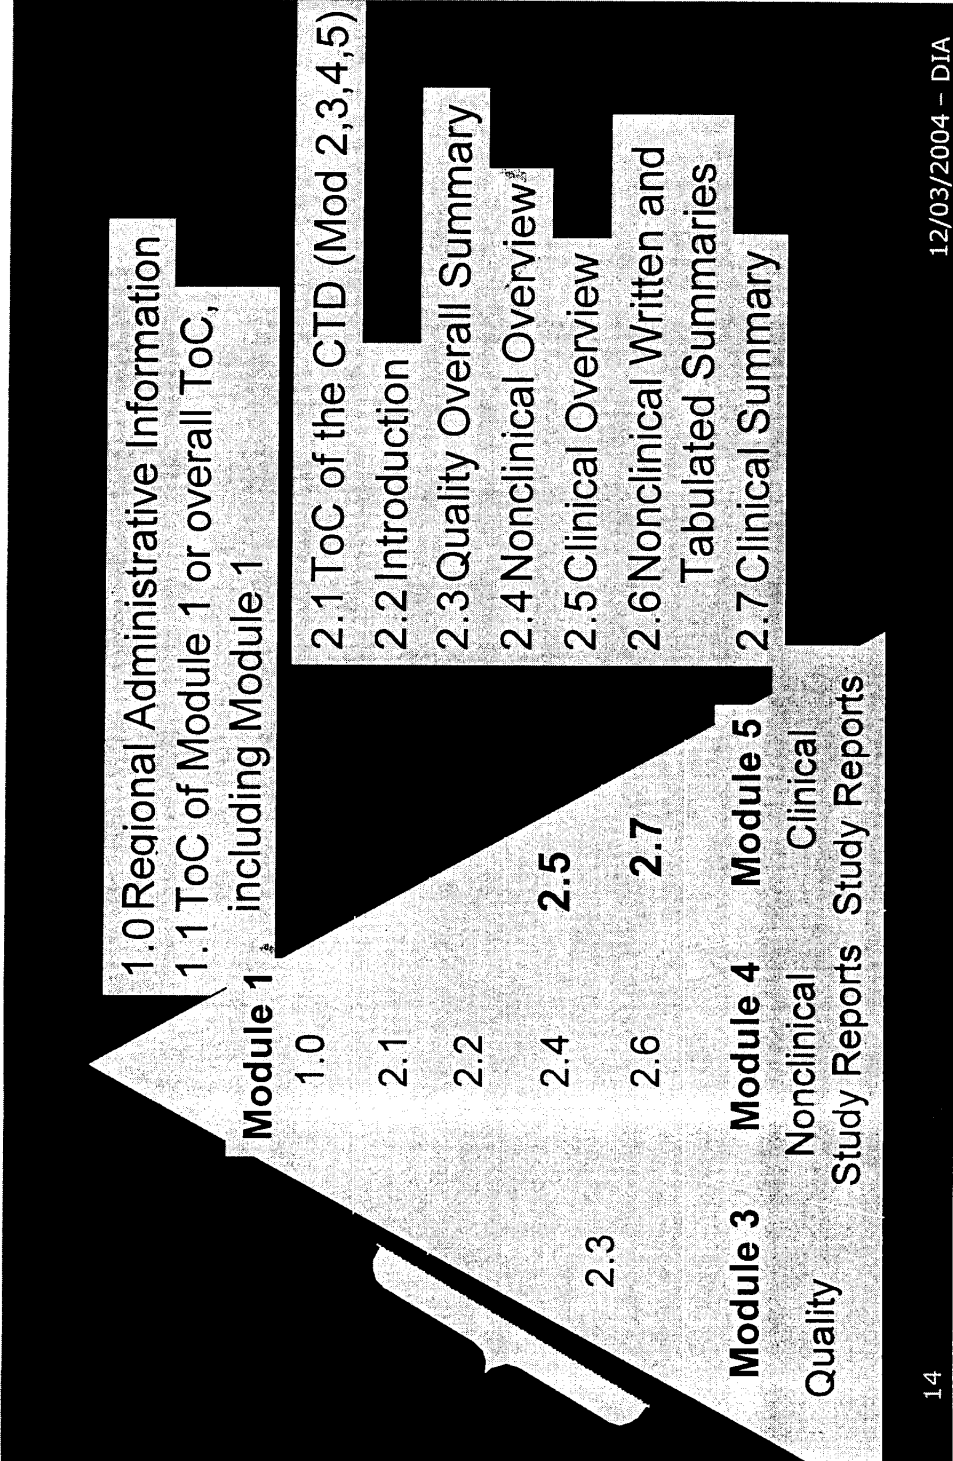 1.0 Regional Administrative Information
1.1 ToC of Module 1 or overall ToC,
including Module 1
Module 1
1.0
2.1
2.2
2.4
2.5
2.6
2.7
2.3
2.1 ToC of the CTD (Mod 2,3,4,5)
2.2 Introduction
2.3 Quality Overall Summary
2.4 Nonclinical Overview
2.5 Clinical Overview
2.6 Nonclinical Written and
Tabulated Summaries
2.7 Clinical Summary
Module 3
Quality
Module 4
Nonclinical
Study Reports
Module 5
Clinical
Study Reports
14
12/03/2004 – DIA